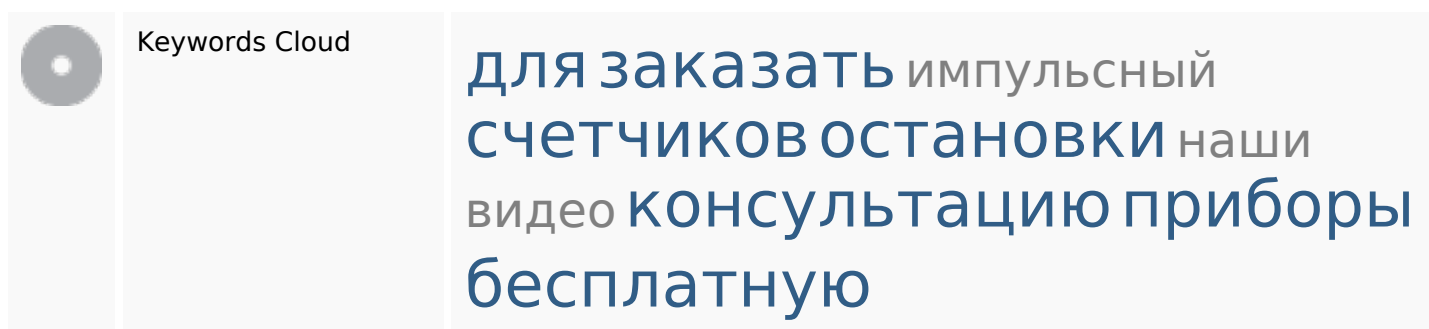 Keywords Cloud
для заказать импульсный
счетчиков остановки наши
видео консультацию приборы
бесплатную